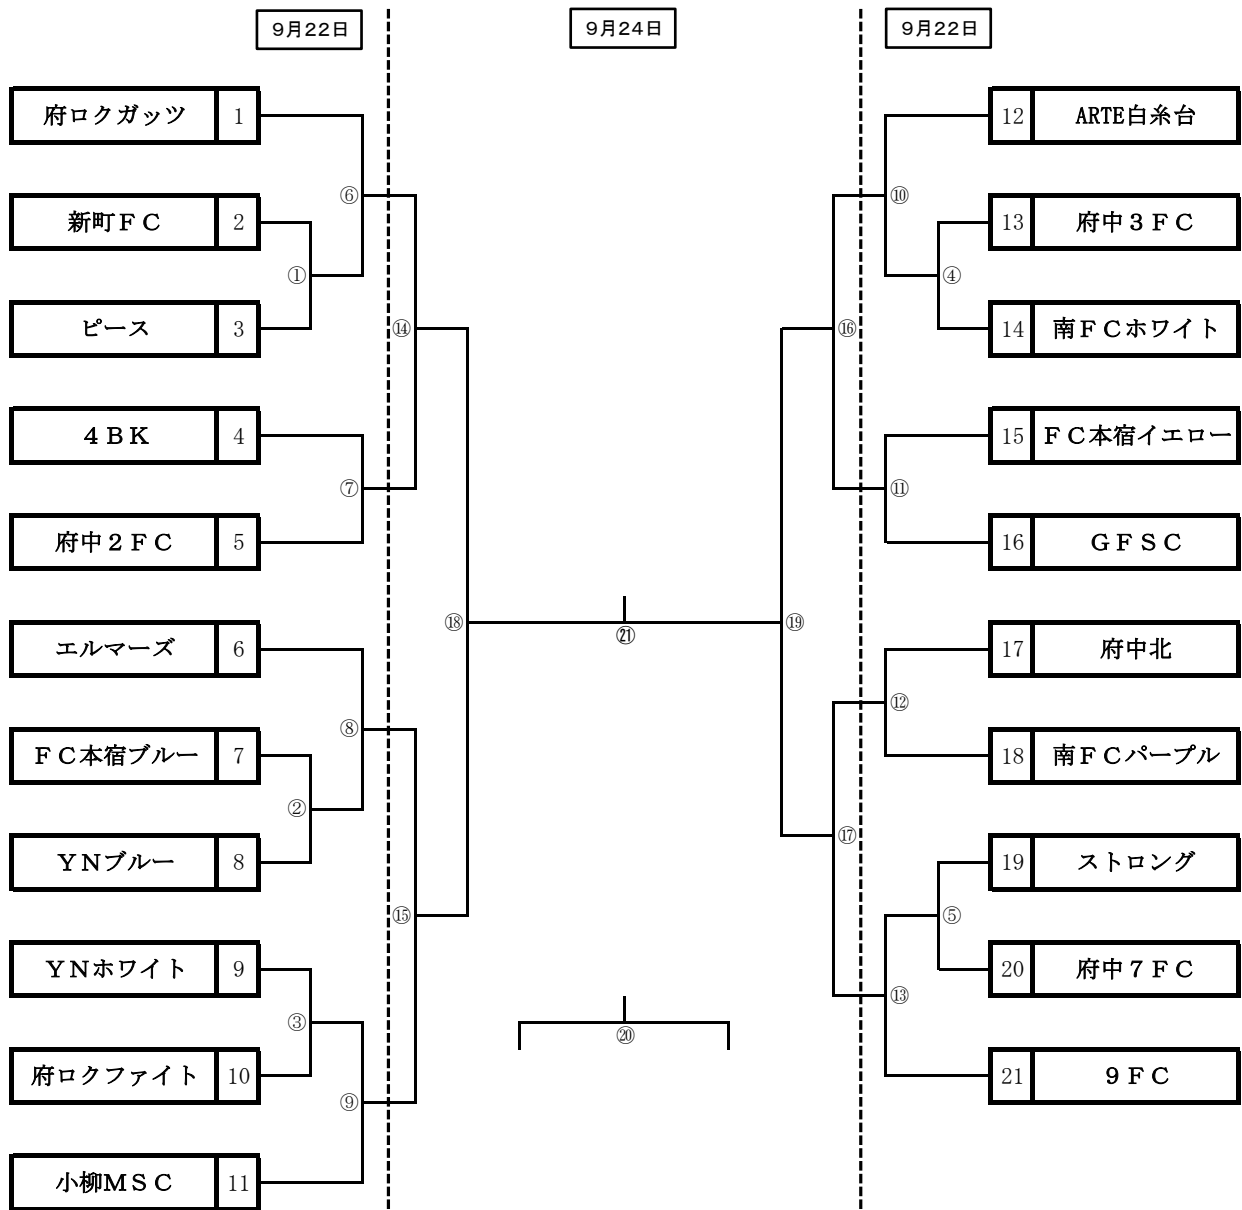 9月22日
9月24日
9月22日
府ロクガッツ 1
12 ARTE白糸台
⑥
⑩
新町FC 2
13 府中3FC
①
④
ピース 3
⑭
⑯
14 南FCホワイト
4BK 4
15 FC本宿イエロー
⑦
⑪
府中2FC 5
16 GFSC
⑱
㉑
⑲
エルマーズ 6
17 府中北
⑧
⑫
FC本宿ブルー 7
18 南FCパープル
②
⑰
YNブルー 8
19 ストロング
⑮
⑤
YNホワイト 9
20 府中7FC
⑬
③
⑳
府ロクファイト 10
21 9FC
⑨
小柳MSC 11